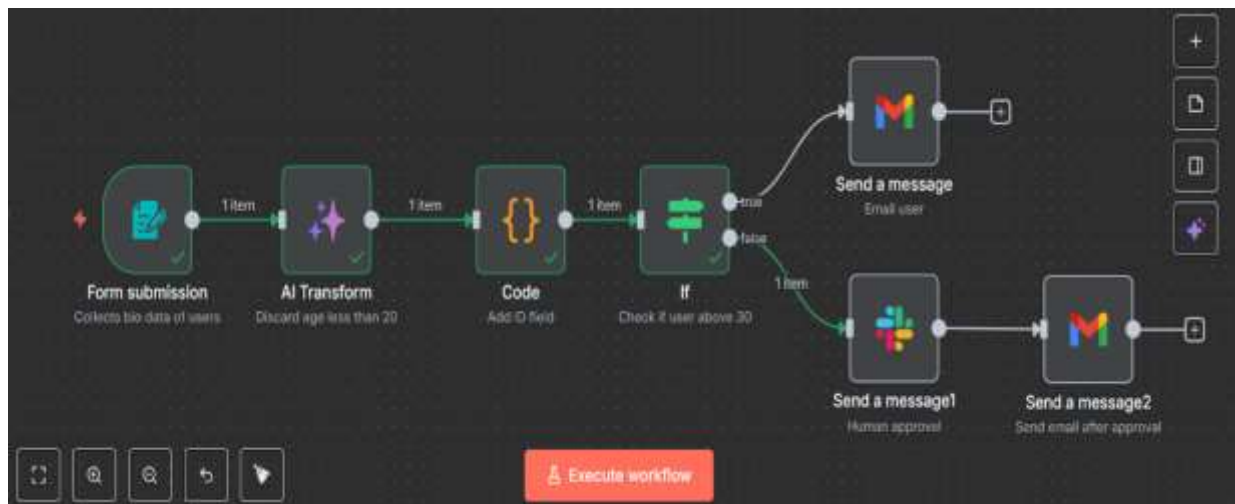 1 item
1 item
1 item
true
false
1 item
Form submission
Collects bio data of users
AI Transform
Discard age less than 20
Code
Add ID field
If
Check if user above 30
Send a message
Email user
Send a message1
Human approval
Send a message2
Send email after approval
Execute workflow